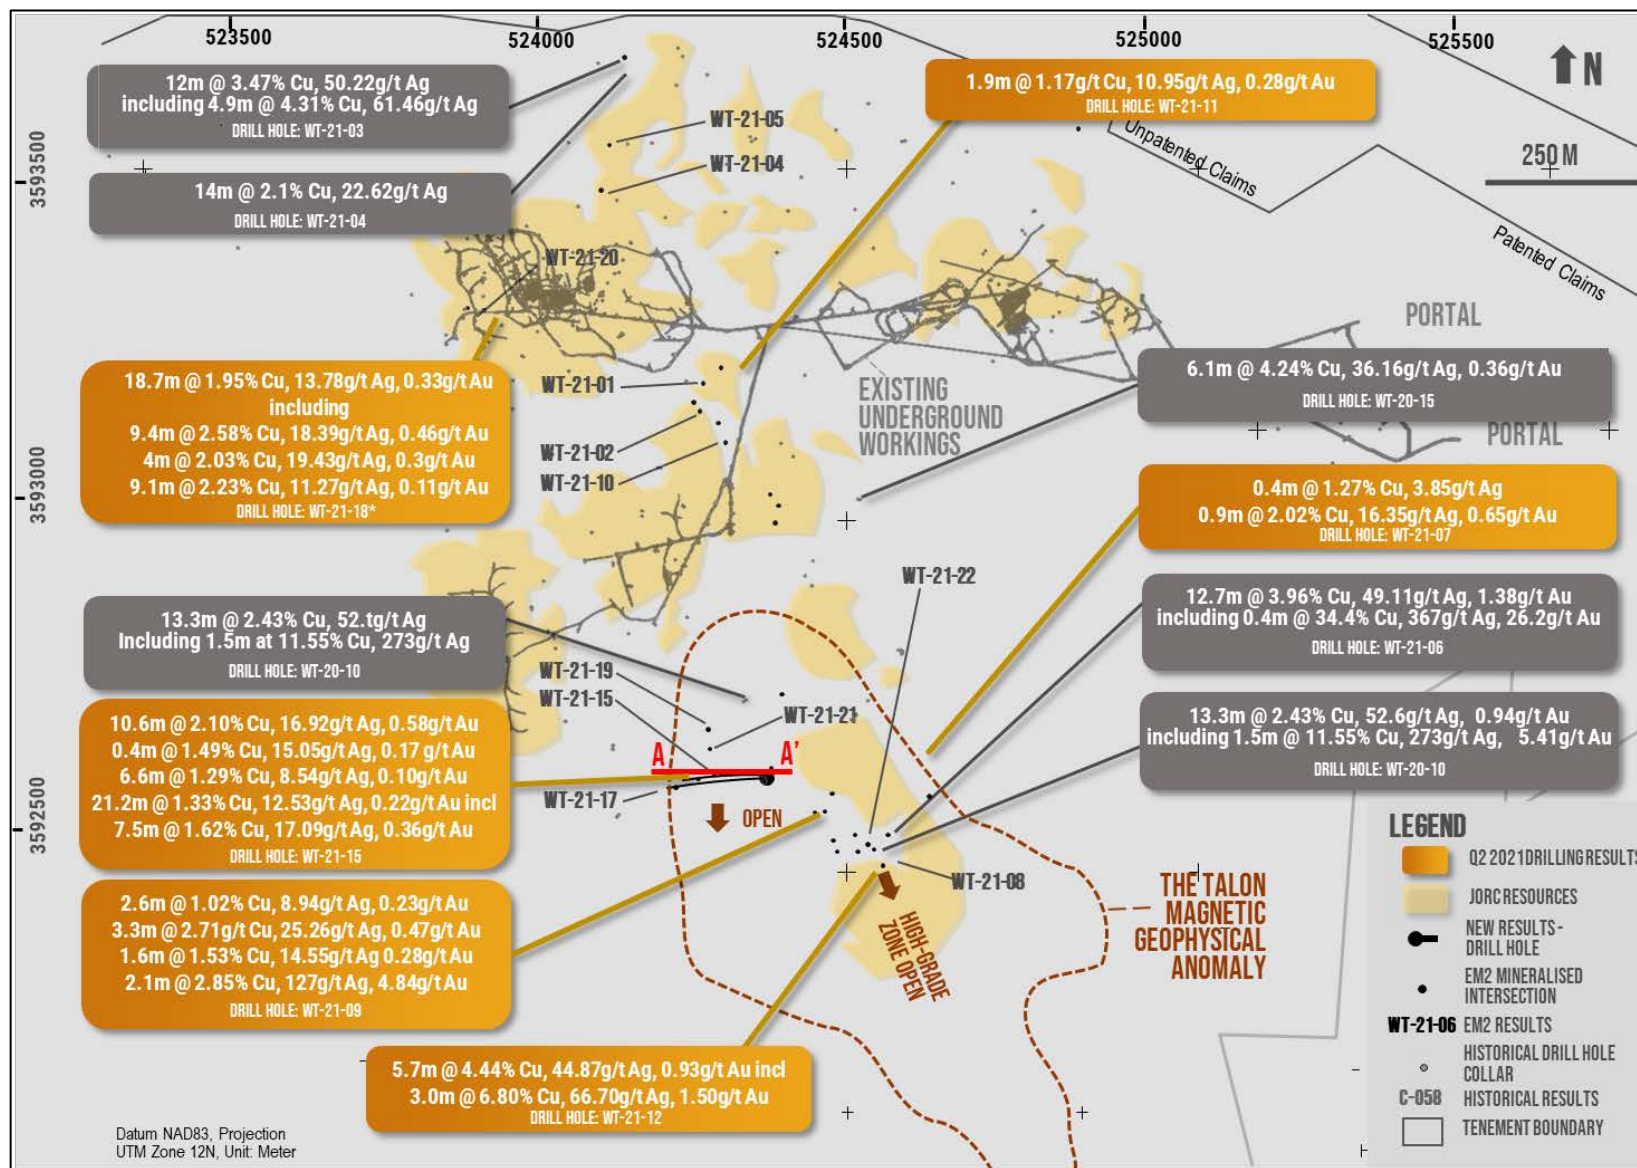 523500
524000
524500
525000
525500
N
250 M
3593500
3593000
3592500
12m @ 3.47% Cu, 50.22g/t Ag
including 4.9m @ 4.31% Cu, 61.46g/t Ag
DRILL HOLE: WT-21-03
14m @ 2.1% Cu, 22.62g/t Ag
DRILL HOLE: WT-21-04
1.9m @ 1.17g/t Cu, 10.95g/t Ag, 0.28g/t Au
DRILL HOLE: WT-21-11
WT-21-05
WT-21-04
Unpatented Claims
Patented Claims
WT-21-20
PORTAL
PORTAL
18.7m @ 1.95% Cu, 13.78g/t Ag, 0.33g/t Au
including
9.4m @ 2.58% Cu, 18.39g/t Ag, 0.46g/t Au
4m @ 2.03% Cu, 19.43g/t Ag, 0.3g/t Au
9.1m @ 2.23% Cu, 11.27g/t Ag, 0.11g/t Au
DRILL HOLE: WT-21-18*
WT-21-01
WT-21-02
WT-21-10
EXISTING
UNDERGROUND
WORKINGS
6.1m @ 4.24% Cu, 36.16g/t Ag, 0.36g/t Au
DRILL HOLE: WT-20-15
0.4m @ 1.27% Cu, 3.85g/t Ag
0.9m @ 2.02% Cu, 16.35g/t Ag, 0.65g/t Au
DRILL HOLE: WT-21-07
13.3m @ 2.43% Cu, 52.tg/t Ag
Including 1.5m at 11.55% Cu, 273g/t Ag
DRILL HOLE: WT-20-10
WT-21-22
12.7m @ 3.96% Cu, 49.11g/t Ag, 1.38g/t Au
including 0.4m @ 34.4% Cu, 367g/t Ag, 26.2g/t Au
DRILL HOLE: WT-21-06
WT-21-19
WT-21-15
WT-21-21
A
A'
WT-21-17
OPEN
10.6m @ 2.10% Cu, 16.92g/t Ag, 0.58g/t Au
0.4m @ 1.49% Cu, 15.05g/t Ag, 0.17 g/t Au
6.6m @ 1.29% Cu, 8.54g/t Ag, 0.10g/t Au
21.2m @ 1.33% Cu, 12.53g/t Ag, 0.22g/t Au incl
7.5m @ 1.62% Cu, 17.09g/t Ag, 0.36g/t Au
DRILL HOLE: WT-21-15
13.3m @ 2.43% Cu, 52.6g/t Ag, 0.94g/t Au
including 1.5m @ 11.55% Cu, 273g/t Ag, 5.41g/t Au
DRILL HOLE: WT-20-10
WT-21-08
HIGH-GRADE
ZONE OPEN
THE TALON
MAGNETIC
GEOPHYSICAL
ANOMALY
2.6m @ 1.02% Cu, 8.94g/t Ag, 0.23g/t Au
3.3m @ 2.71g/t Cu, 25.26g/t Ag, 0.47g/t Au
1.6m @ 1.53% Cu, 14.55g/t Ag 0.28g/t Au
2.1m @ 2.85% Cu, 127g/t Ag, 4.84g/t Au
DRILL HOLE: WT-21-09
5.7m @ 4.44% Cu, 44.87g/t Ag, 0.93g/t Au incl
3.0m @ 6.80% Cu, 66.70g/t Ag, 1.50g/t Au
DRILL HOLE: WT-21-12
LEGEND
Q2 2021 DRILLING RESULTS
JORC RESOURCES
NEW RESULTS -
DRILL HOLE
EM2 MINERALISED
INTERSECTION
WT-21-06 EM2 RESULTS
HISTORICAL DRILL HOLE
COLLAR
C-058 HISTORICAL RESULTS
TENEMENT BOUNDARY
Datum NAD83, Projection
UTM Zone 12N, Unit: Meter